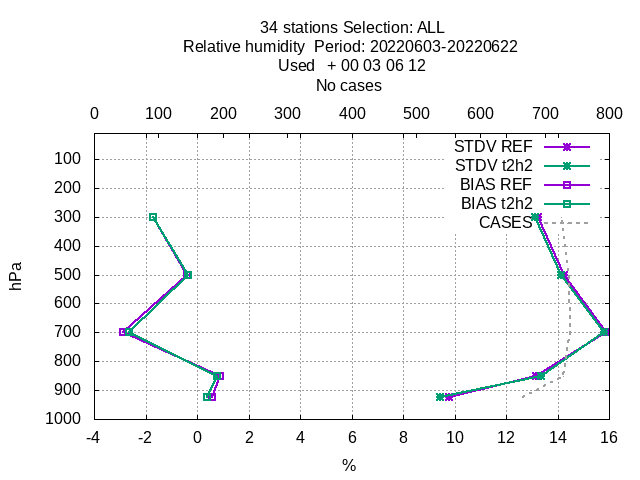 34 stations Selection: ALL
Relative humidity  Period: 20220603-20220622
Used   + 00 03 06 12
No cases
0 100 200 300 400 500 600 700 800
STDV REF
STDV t2h2
BIAS REF
BIAS t2h2
CASES
100
200
300
400
500
600
700
800
900
1000
hPa
-4 -2 0 2 4 6 8 10 12 14 16
%